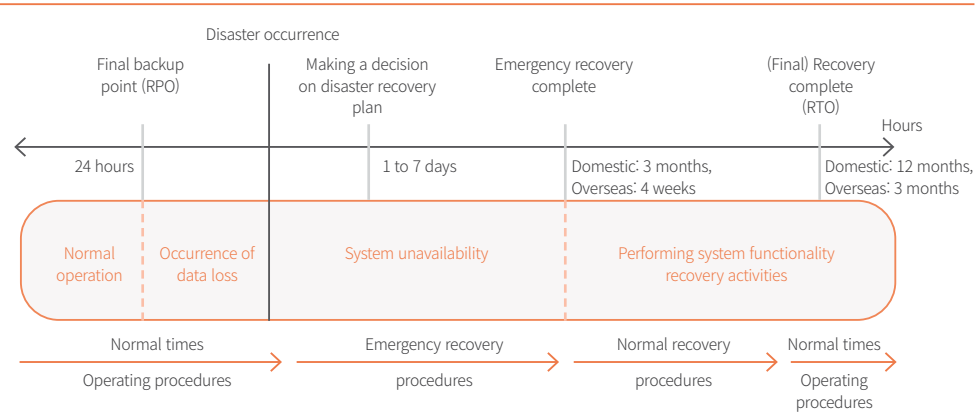 Disaster occurrence
Final backup
point (RPO)
Making a decision
on disaster recovery
plan
Emergency recovery
complete
(Final) Recovery
complete
(RTO)
Hours
24 hours
1 to 7 days
Domestic: 3 months,
Overseas: 4 weeks
Domestic: 12 months,
Overseas: 3 months
Normal
operation
Occurrence of
data loss
System unavailability
Performing system functionality
recovery activities
Normal times
Operating procedures
Emergency recovery
procedures
Normal recovery
procedures
Normal times
Operating
procedures